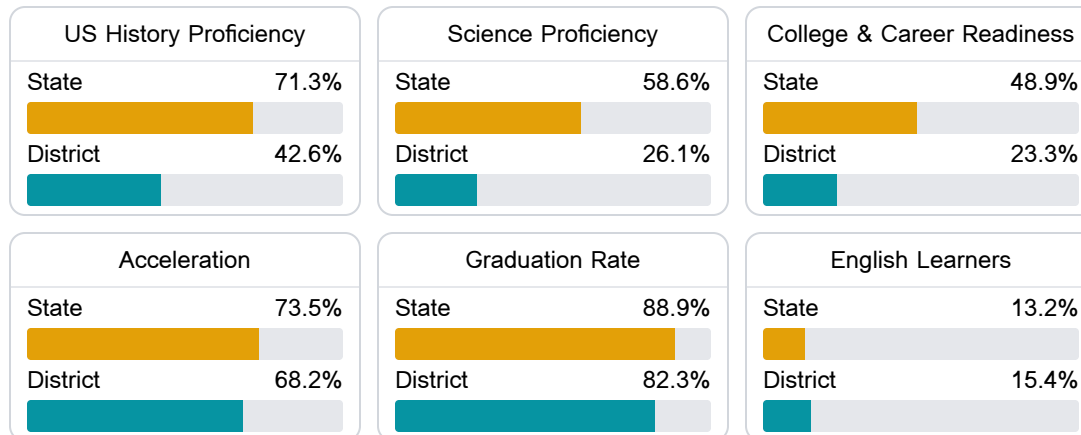 US History Proficiency
State 71.3%
District 42.6%
Science Proficiency
State 58.6%
District 26.1%
College & Career Readiness
State 48.9%
District 23.3%
Acceleration
State 73.5%
District 68.2%
Graduation Rate
State 88.9%
District 82.3%
English Learners
State 13.2%
District 15.4%